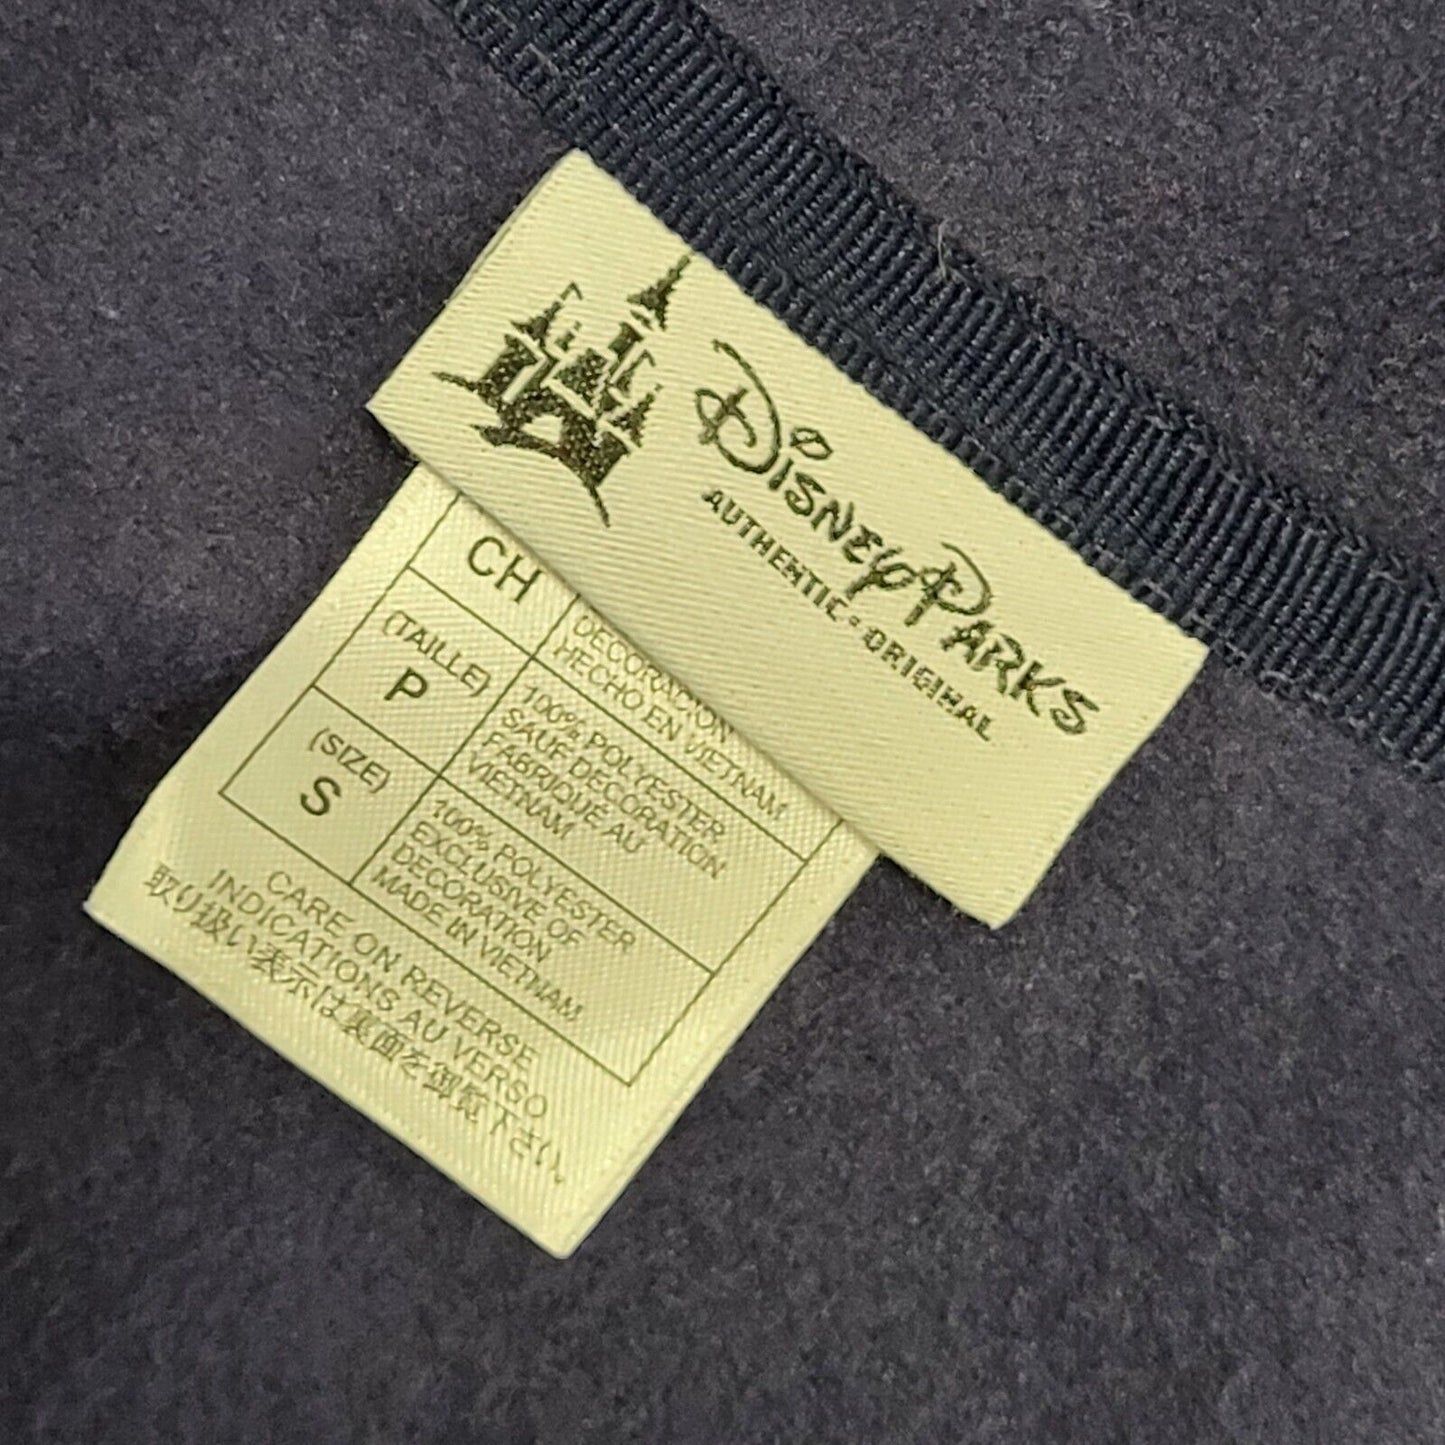 Disney Parks
AUTHENTIC • ORIGINAL
CH
DECORACIÓN
HECHO EN VIETNAM
(TAILLE)
P
100% POLYESTER
SAUF DECORATION
FABRIQUÉ AU
VIETNAM
(SIZE)
S
100% POLYESTER
EXCLUSIVE OF
DECORATION
MADE IN VIETNAM
CARE ON REVERSE
INDICATIONS AU VERSO
取り扱い表示は裏面を御覧下さい